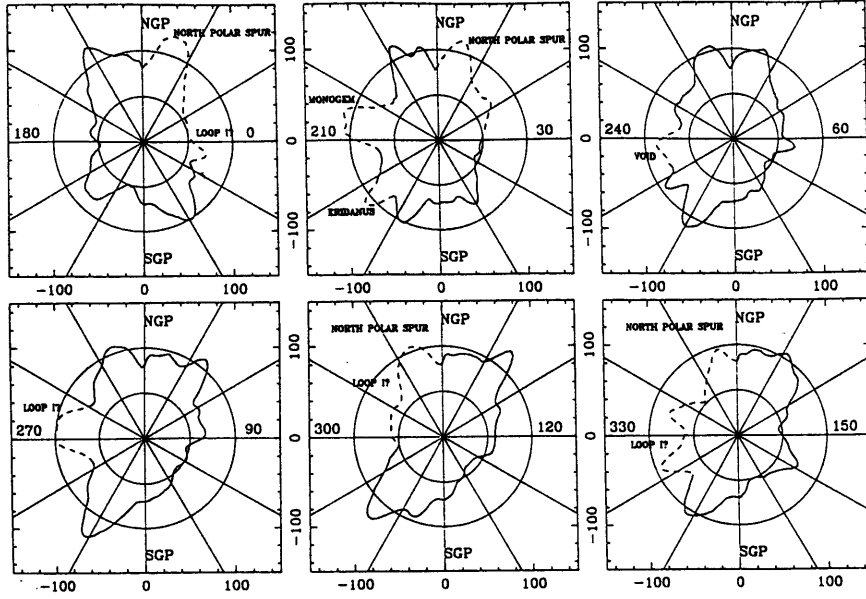 NGP
NORTH POLAR SPUR
180
LOOP I?
0
SGP
-100 0 100
NGP
NORTH POLAR SPUR
MONOGEM
210
30
ERIDANUS
SGP
-100 0 100
100
0
-100
NGP
240
60
VOID
SGP
-100 0 100
100
0
-100
NGP
LOOP I?
270
90
SGP
-100 0 100
NGP
NORTH POLAR SPUR
LOOP I?
300
120
SGP
-100 0 100
100
0
-100
NGP
NORTH POLAR SPUR
330
150
LOOP I?
SGP
-100 0 100
100
0
-100